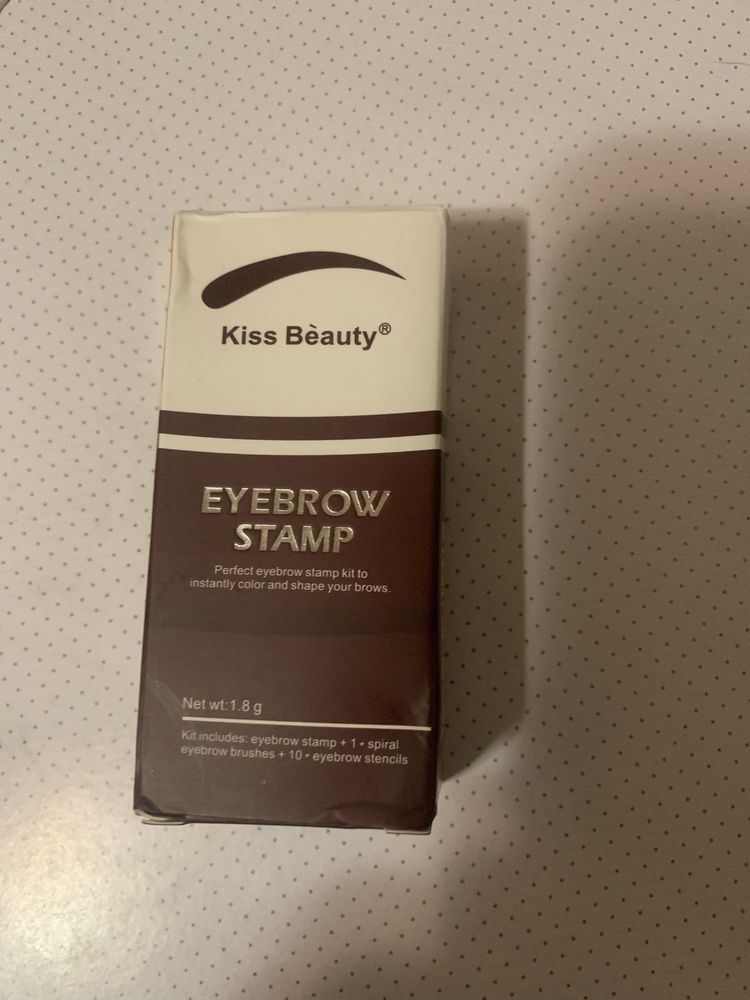 Kiss Bèauty®
EYEBROW
STAMP
Perfect eyebrow stamp kit to
instantly color and shape your brows.
Net wt:1.8 g
Kit includes: eyebrow stamp + 1 * spiral
eyebrow brushes + 10 * eyebrow stencils